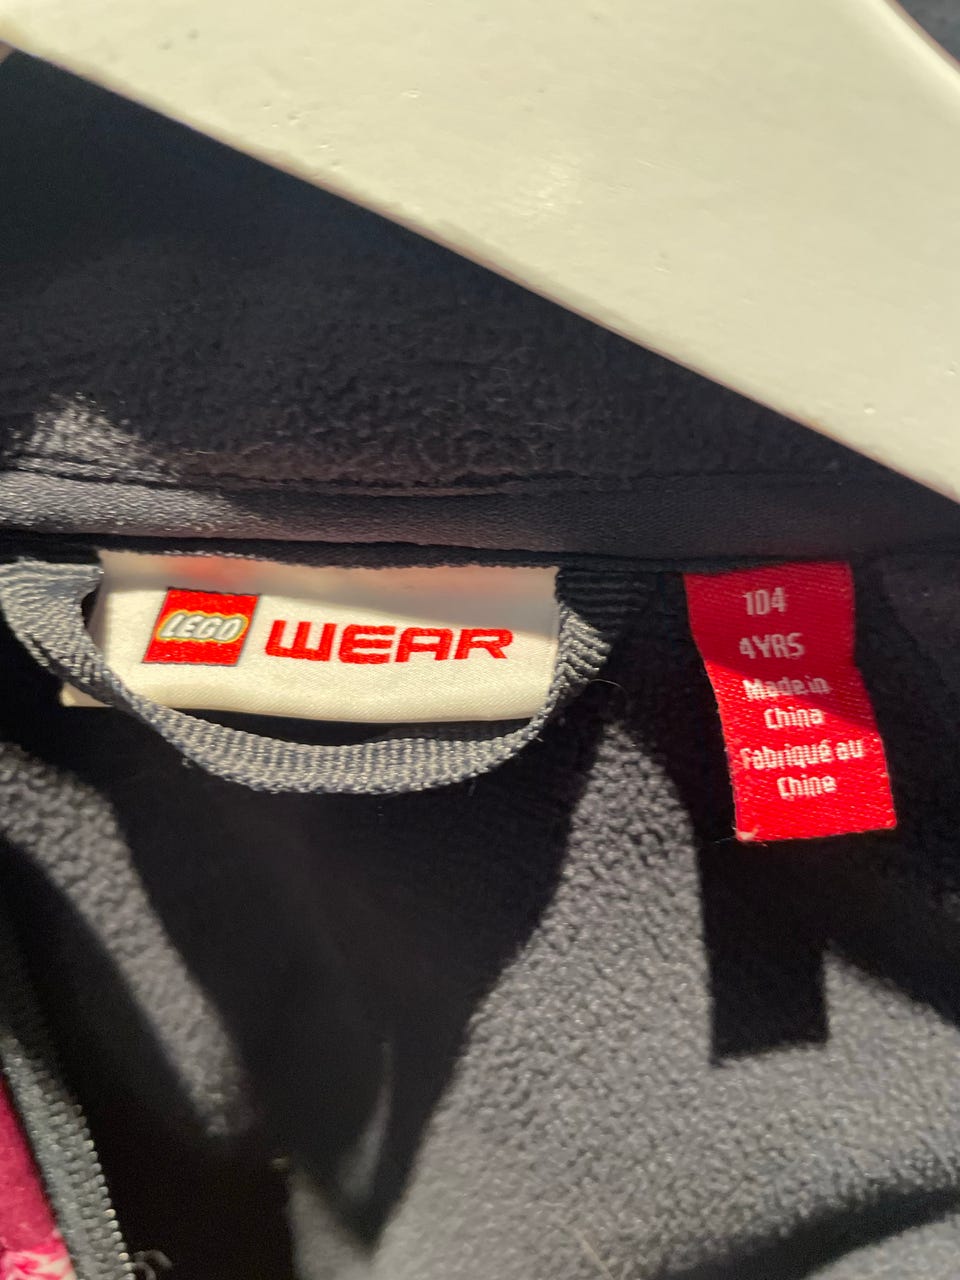 LEGO WEAR
104
4YRS
Made in
China
Fabriqué au
Chine